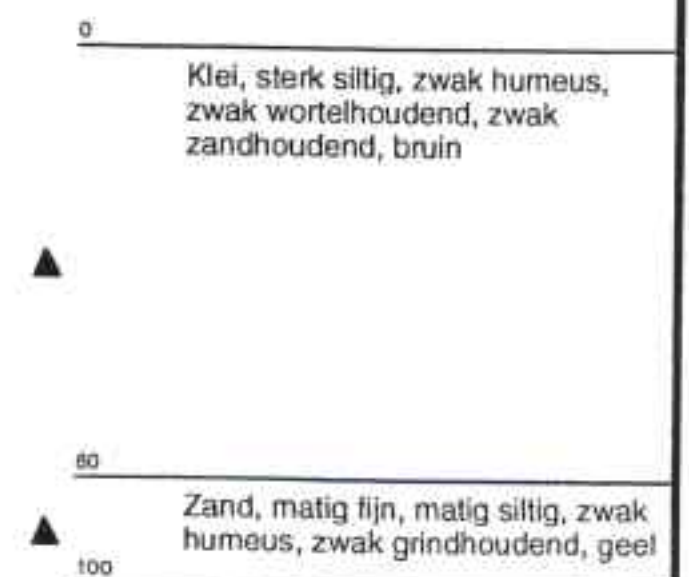 0
Klei, sterk siltig, zwak humeus,
zwak wortelhoudend, zwak
zandhoudend, bruin
80
Zand, matig fijn, matig siltig, zwak
humeus, zwak grindhoudend, geel
100